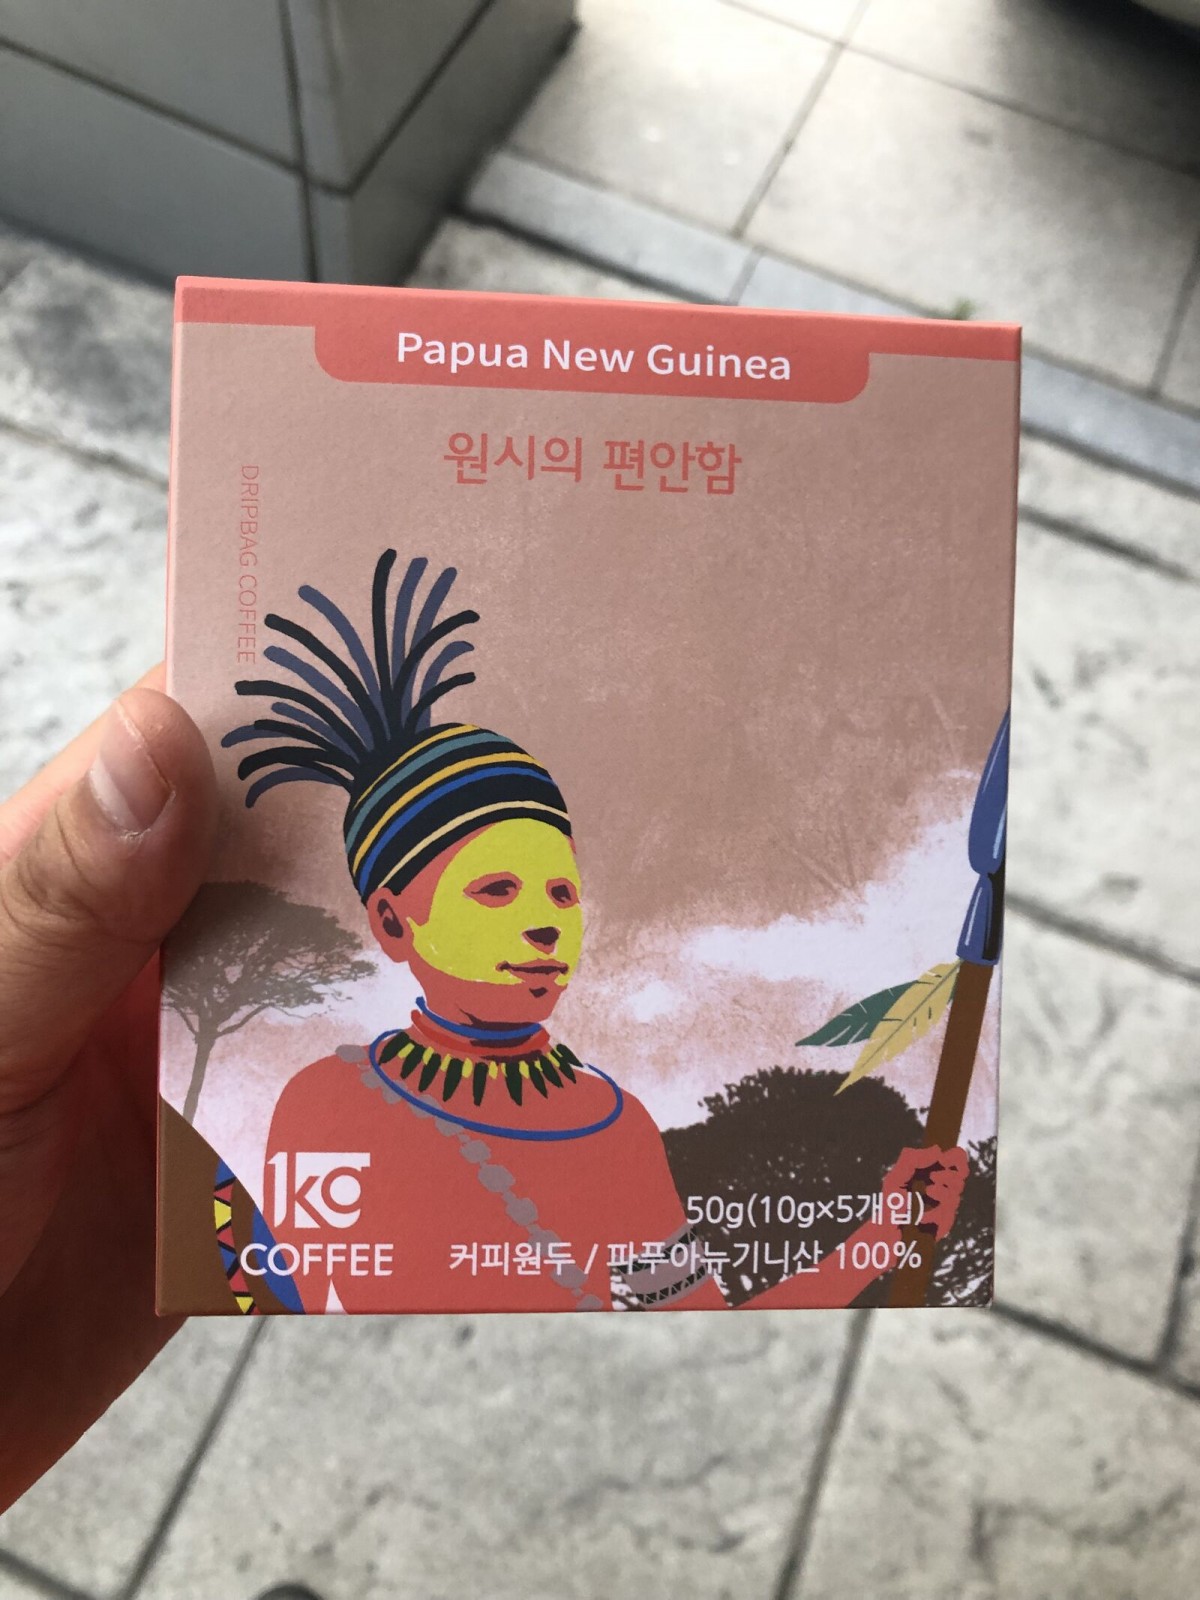 Papua New Guinea
원시의 편안함
DRIPBAG COFFEE
1kg
COFFEE
50g(10g×5개입)
커피원두 / 파푸아뉴기니산 100%